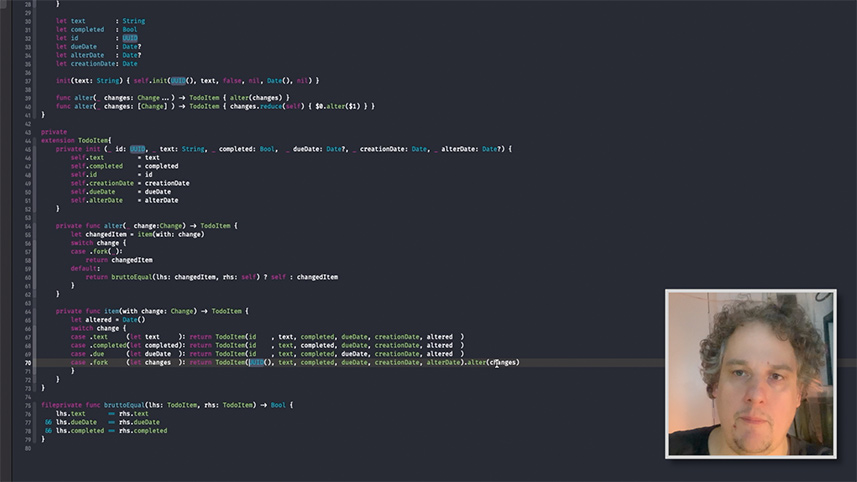 28 }
29
30 let text : String
31 let completed : Bool
32 let id : UUID
33 let dueDate : Date?
34 let alterDate : Date?
35 let creationDate: Date
36
37 init(text: String) { self.init(UUID(), text, false, nil, Date(), nil) }
38
39 func alter(_ changes: Change...) -> TodoItem { alter(changes) }
40 func alter(_ changes: [Change] ) -> TodoItem { changes.reduce(self) { $0.alter($1) } }
41 }
42
43 private
44 extension TodoItem{
45 private init (_ id: UUID, _ text: String, _ completed: Bool, _ dueDate: Date?, _ creationDate: Date, _ alterDate: Date?) {
46 self.text = text
47 self.completed = completed
48 self.id = id
49 self.creationDate = creationDate
50 self.dueDate = dueDate
51 self.alterDate = alterDate
52 }
53
54 private func alter(_ change:Change) -> TodoItem {
55 let changedItem = item(with: change)
56 switch change {
57 case .fork(_):
58 return changedItem
59 default:
60 return bruttoEqual(lhs: changedItem, rhs: self) ? self : changedItem
61 }
62 }
63
64 private func item(with change: Change) -> TodoItem {
65 let altered = Date()
66 switch change {
67 case .text (let text ): return TodoItem(id , text, completed, dueDate, creationDate, altered )
68 case .completed(let completed): return TodoItem(id , text, completed, dueDate, creationDate, altered )
69 case .due (let dueDate ): return TodoItem(id , text, completed, dueDate, creationDate, altered )
70 case .fork (let changes ): return TodoItem(UUID(), text, completed, dueDate, creationDate, alterDate).alter(changes)
71 }
72 }
73 }
74
75 fileprivate func bruttoEqual(lhs: TodoItem, rhs: TodoItem) -> Bool {
76 lhs.text == rhs.text
77 && lhs.dueDate == rhs.dueDate
78 && lhs.completed == rhs.completed
79 }
80